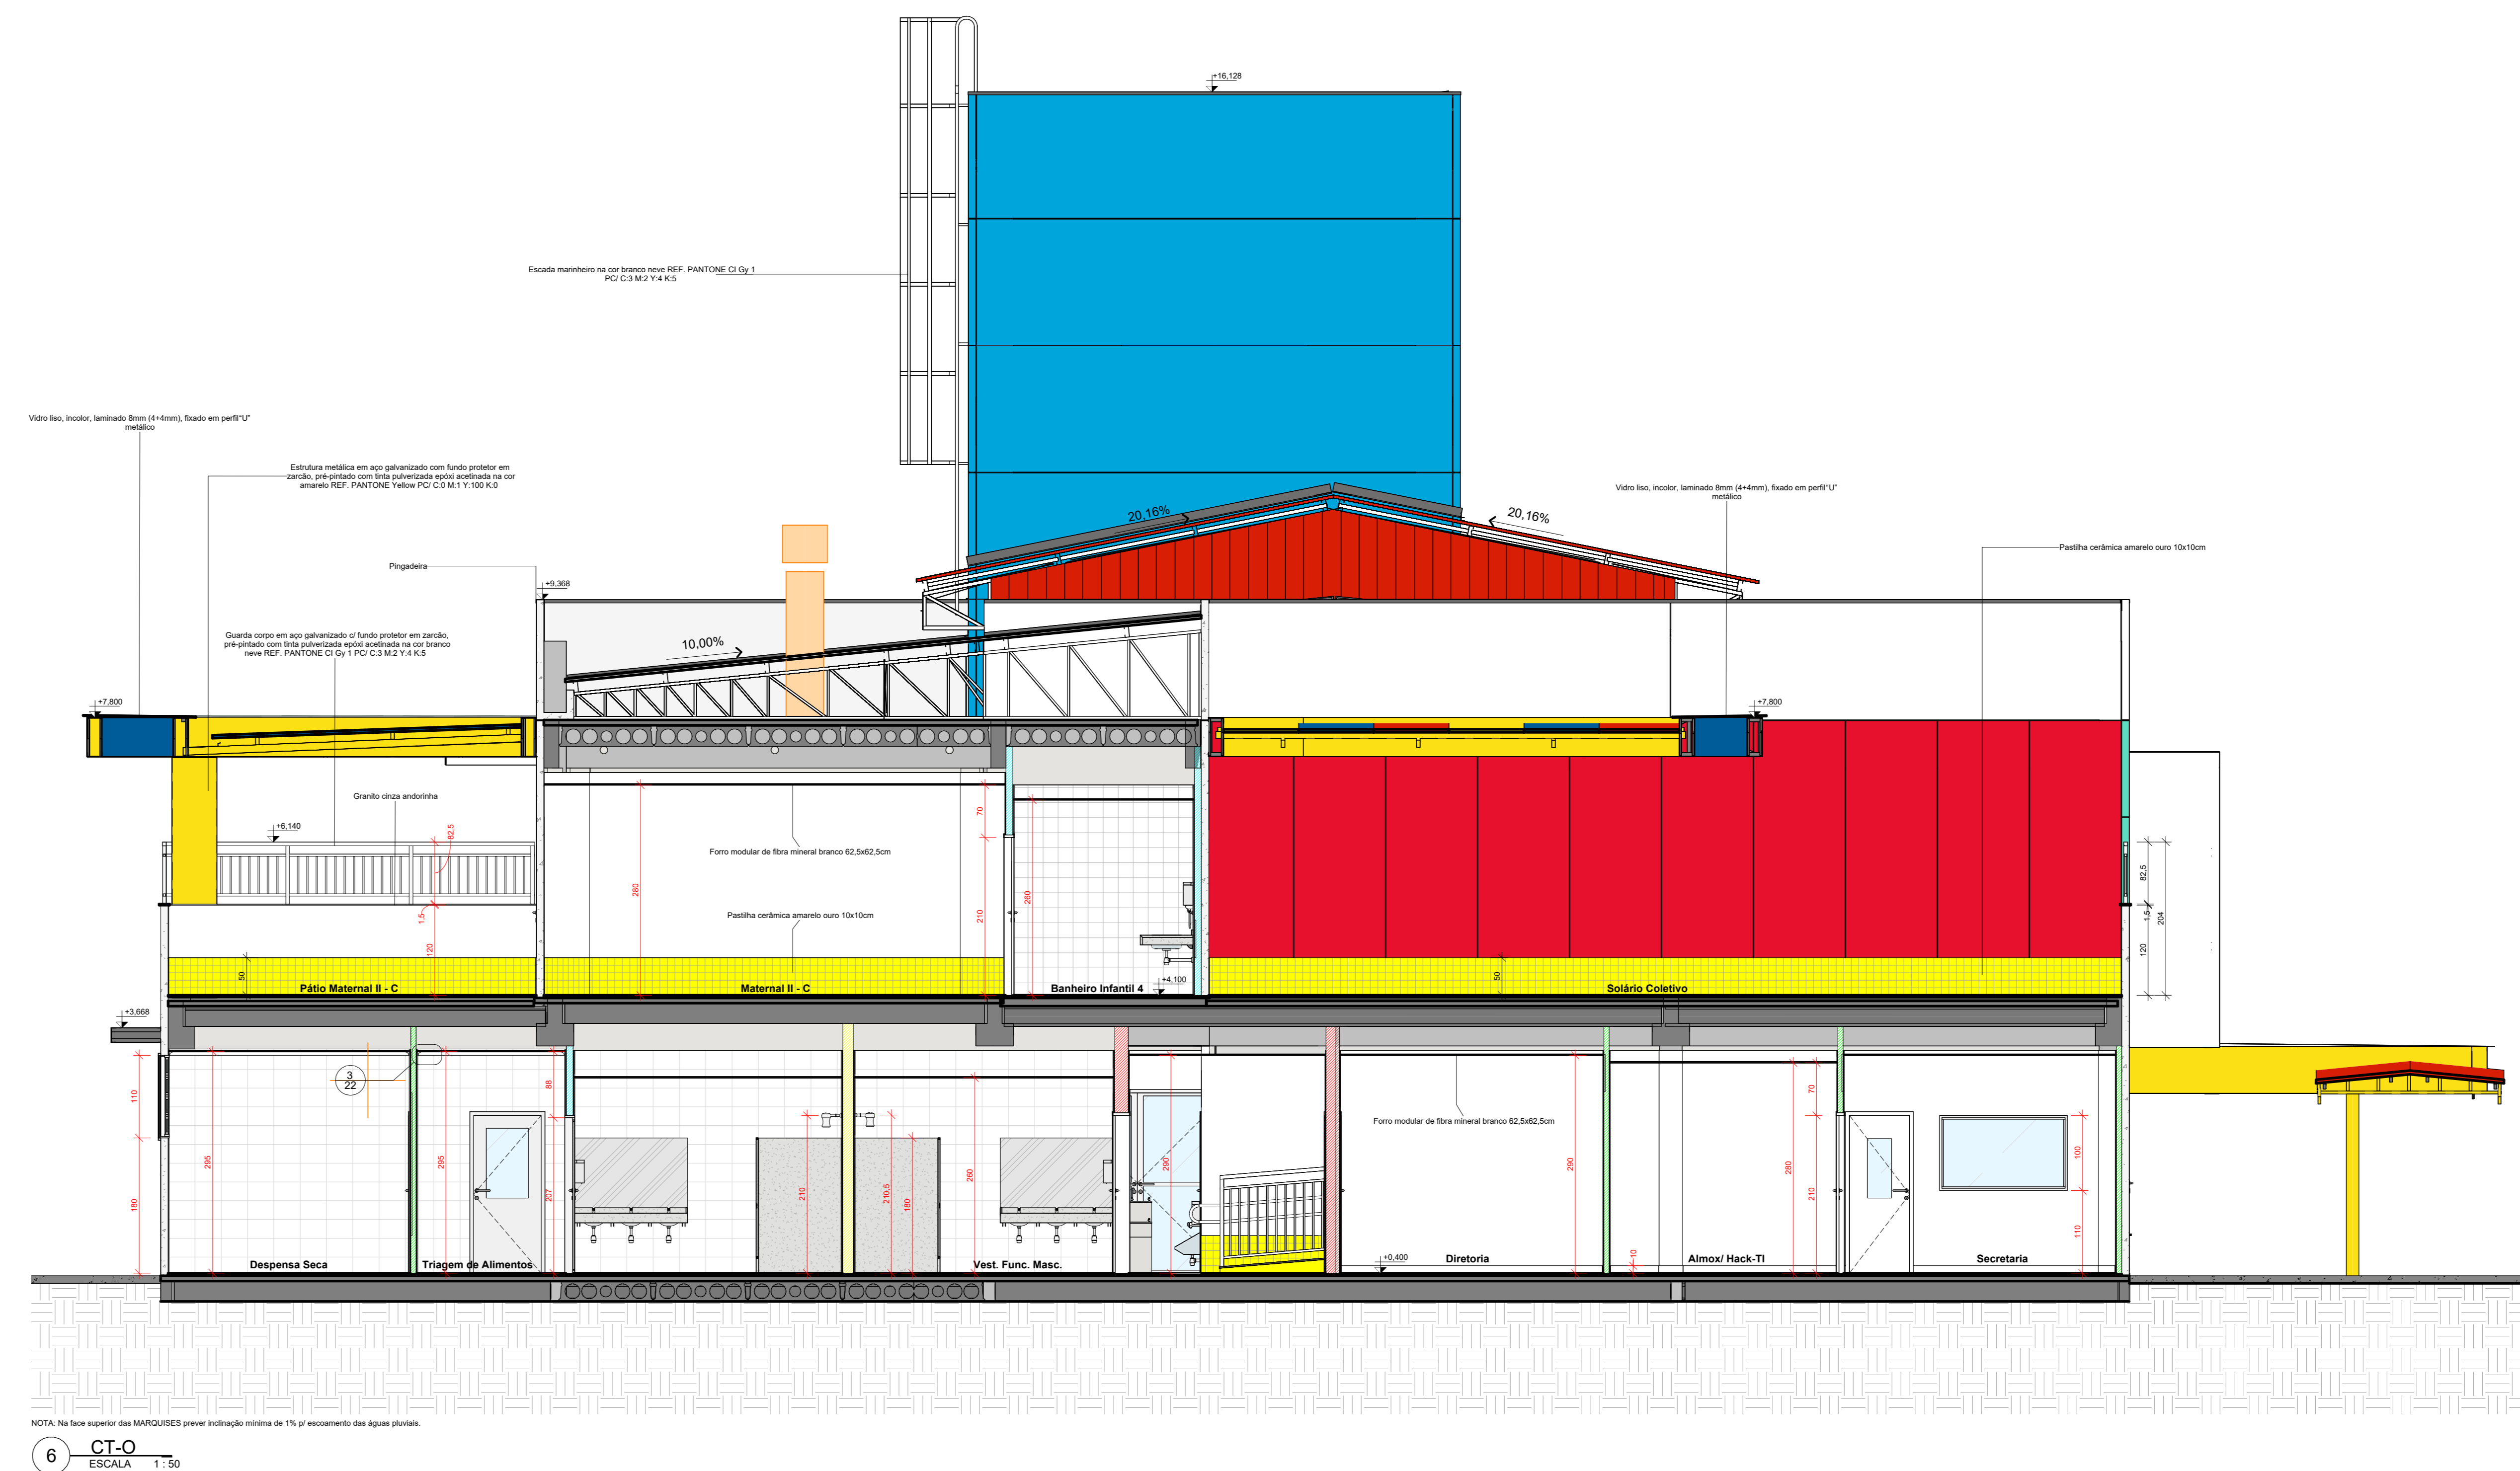 +16,128
Escada marinheiro na cor branco neve REF. PANTONE CI Gy 1
PC/ C:3 M:2 Y:4 K:5
Vidro liso, incolor, laminado 8mm (4+4mm), fixado em perfil"U"
metálico
Estrutura metálica em aço galvanizado com fundo protetor em
zarcão, pré-pintado com tinta pulverizada epóxi acetinada na cor
amarelo REF. PANTONE Yellow PC/ C:0 M:1 Y:100 K:0
Vidro liso, incolor, laminado 8mm (4+4mm), fixado em perfil"U"
metálico
20,16%
20,16%
Pastilha cerâmica amarelo ouro 10x10cm
Pingadeira
+9,368
Guarda corpo em aço galvanizado c/ fundo protetor em zarcão,
pré-pintado com tinta pulverizada epóxi acetinada na cor branco
neve REF. PANTONE CI Gy 1 PC/ C:3 M:2 Y:4 K:5
10,00%
+7,800
+7,800
Granito cinza andorinha
+6,140
82,5
1,5
120
50
280
70
210
260
Forro modular de fibra mineral branco 62,5x62,5cm
Pastilha cerâmica amarelo ouro 10x10cm
50
82,5
1,5
120
204
Pátio Maternal II - C
Maternal II - C
Banheiro Infantil 4
+4,100
Solário Coletivo
+3,668
3
22
110
180
295
295
88
207
210
210,5
180
260
290
290
Forro modular de fibra mineral branco 62,5x62,5cm
10
280
70
210
100
110
+0,400
Despensa Seca
Triagem de Alimentos
Vest. Func. Masc.
Diretoria
Almox/ Hack-TI
Secretaria
NOTA: Na face superior das MARQUISES prever inclinação mínima de 1% p/ escoamento das águas pluviais.
6
CT-O
ESCALA 1 : 50